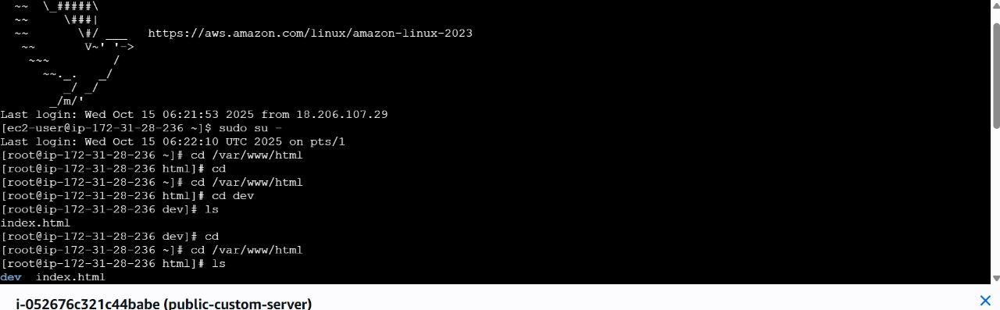 ~~  \_#####\
~~     \###|
~~       \#/ ___   https://aws.amazon.com/linux/amazon-linux-2023
~~       V~' '->
~~~         /
~~._.   _/
_/ _/
_/m/'
Last login: Wed Oct 15 06:21:53 2025 from 18.206.107.29
[ec2-user@ip-172-31-28-236 ~]$ sudo su -
Last login: Wed Oct 15 06:22:10 UTC 2025 on pts/1
[root@ip-172-31-28-236 ~]# cd /var/www/html
[root@ip-172-31-28-236 html]# cd
[root@ip-172-31-28-236 ~]# cd /var/www/html
[root@ip-172-31-28-236 html]# cd dev
[root@ip-172-31-28-236 dev]# ls
index.html
[root@ip-172-31-28-236 dev]# cd
[root@ip-172-31-28-236 ~]# cd /var/www/html
[root@ip-172-31-28-236 html]# ls
dev  index.html
i-052676c321c44babe (public-custom-server)